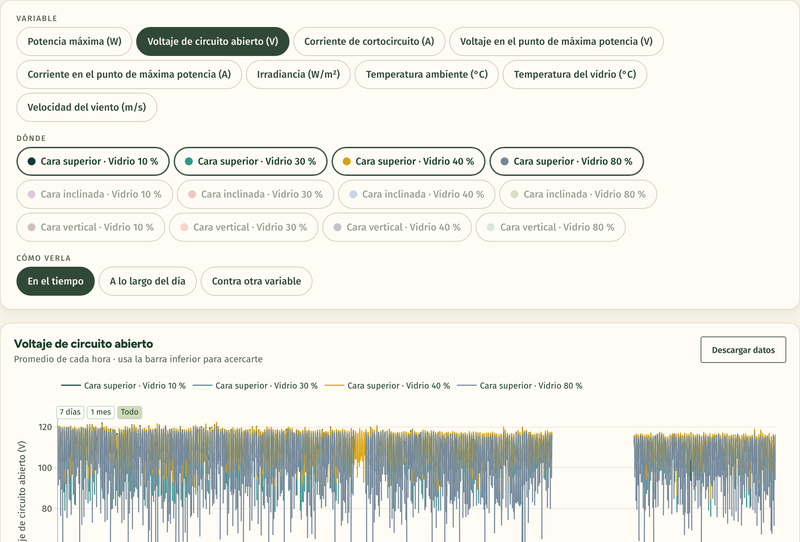 VARIABLE
Potencia máxima (W) Voltaje de circuito abierto (V) Corriente de cortocircuito (A) Voltaje en el punto de máxima potencia (V)
Corriente en el punto de máxima potencia (A) Irradiancia (W/m²) Temperatura ambiente (°C) Temperatura del vidrio (°C)
Velocidad del viento (m/s)
DÓNDE
Cara superior · Vidrio 10 % Cara superior · Vidrio 30 % Cara superior · Vidrio 40 % Cara superior · Vidrio 80 %
Cara inclinada · Vidrio 10 % Cara inclinada · Vidrio 30 % Cara inclinada · Vidrio 40 % Cara inclinada · Vidrio 80 %
Cara vertical · Vidrio 10 % Cara vertical · Vidrio 30 % Cara vertical · Vidrio 40 % Cara vertical · Vidrio 80 %
CÓMO VERLA
En el tiempo A lo largo del día Contra otra variable
Voltaje de circuito abierto
Promedio de cada hora · usa la barra inferior para acercarte
Descargar datos
Cara superior · Vidrio 10 % Cara superior · Vidrio 30 % Cara superior · Vidrio 40 % Cara superior · Vidrio 80 %
7 días 1 mes Todo
120
100
80
je de circuito abierto (V)